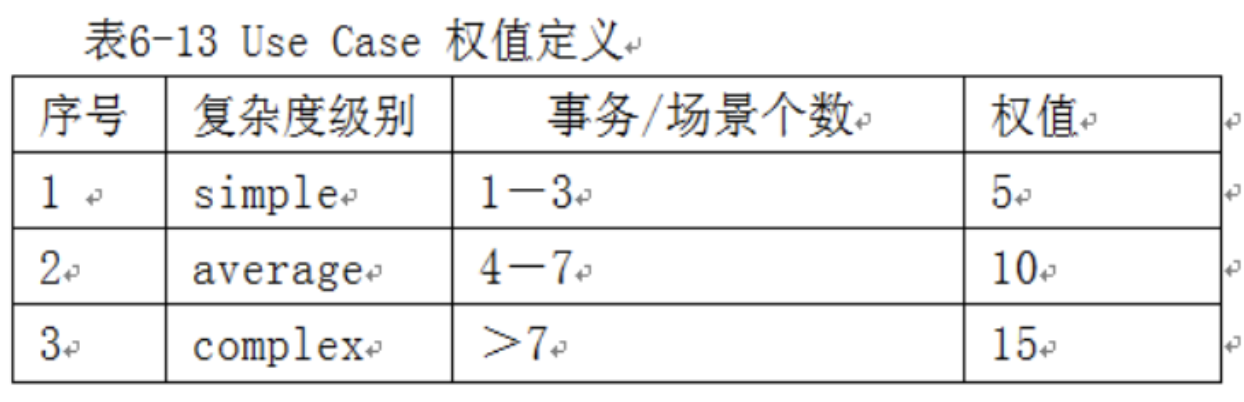 表6-13 Use Case 权值定义
序号 复杂度级别 事务/场景个数 权值
1 simple 1－3 5
2 average 4－7 10
3 complex ＞7 15